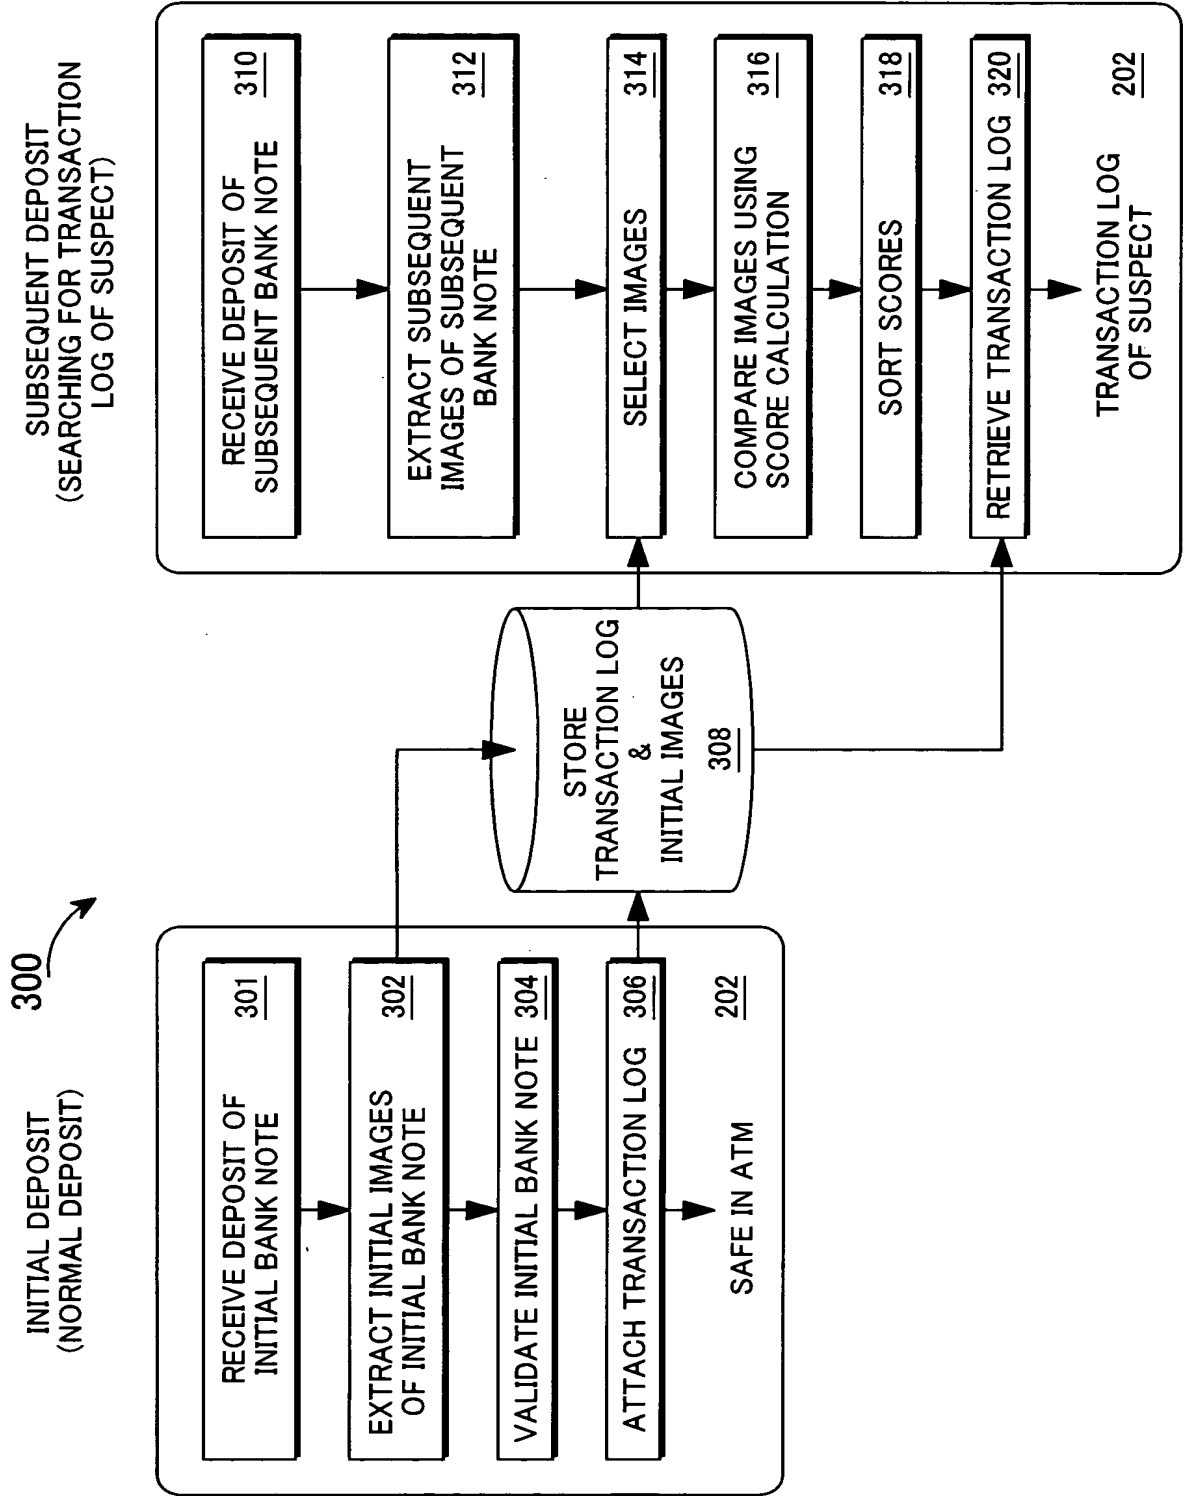 300
INITIAL DEPOSIT
(NORMAL DEPOSIT)
RECEIVE DEPOSIT OF
INITIAL BANK NOTE
301
EXTRACT INITIAL IMAGES
OF INITIAL BANK NOTE
302
VALIDATE INITIAL BANK NOTE 304
ATTACH TRANSACTION LOG 306
SAFE IN ATM
202
STORE
TRANSACTION LOG
&
INITIAL IMAGES
308
SUBSEQUENT DEPOSIT
(SEARCHING FOR TRANSACTION
LOG OF SUSPECT)
RECEIVE DEPOSIT OF
SUBSEQUENT BANK NOTE
310
EXTRACT SUBSEQUENT
IMAGES OF SUBSEQUENT
BANK NOTE
312
SELECT IMAGES 314
COMPARE IMAGES USING
SCORE CALCULATION
316
SORT SCORES 318
RETRIEVE TRANSACTION LOG 320
TRANSACTION LOG
OF SUSPECT
202